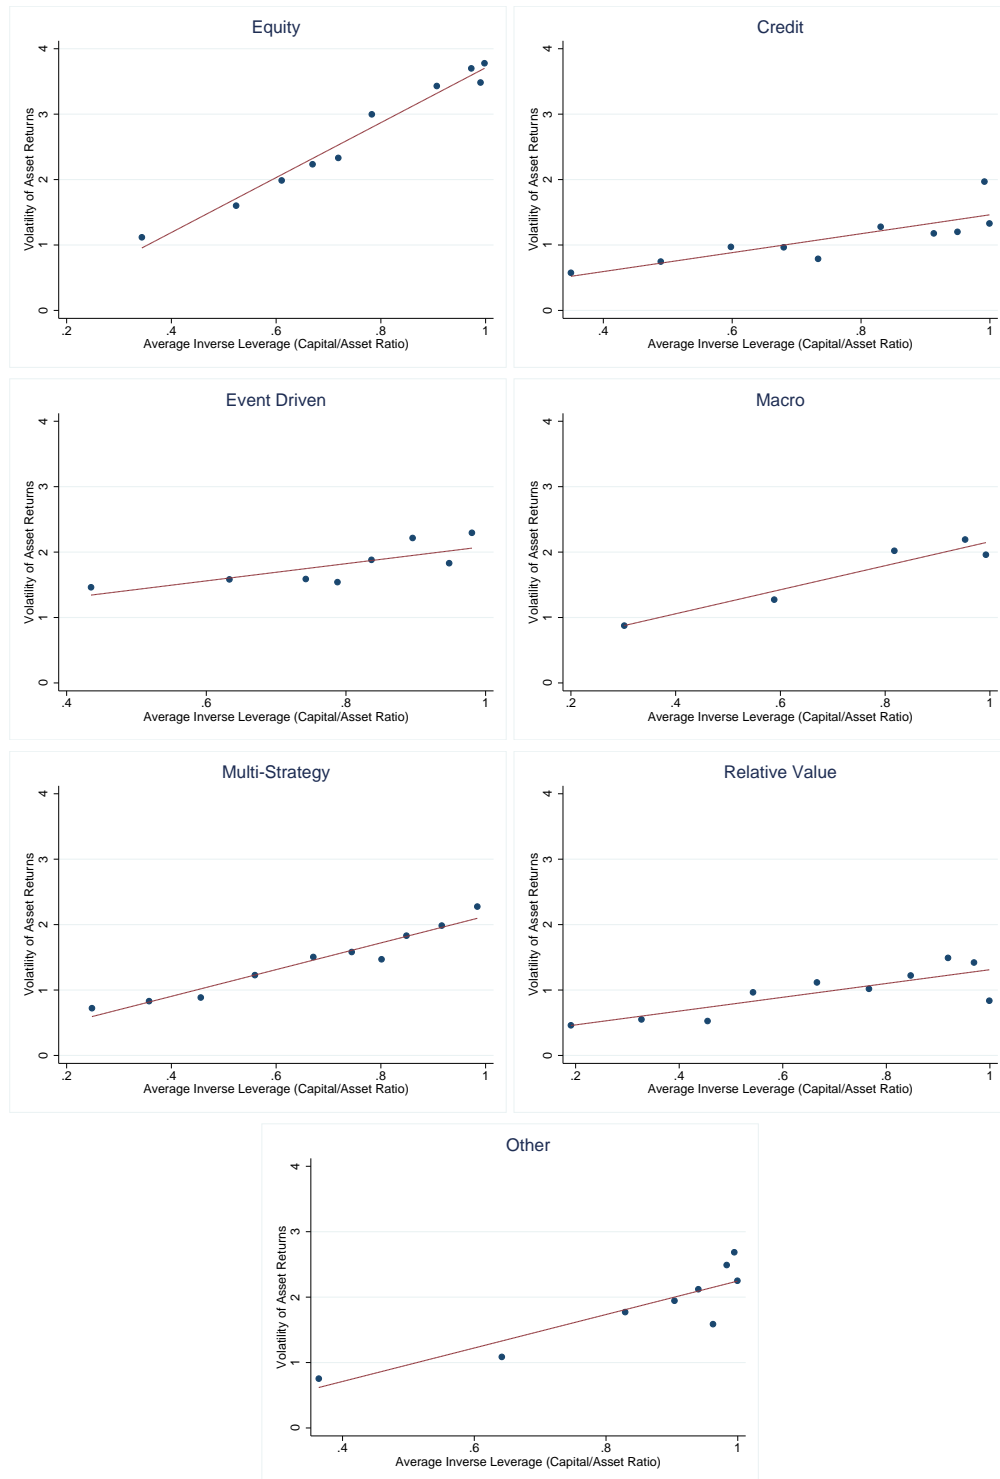 Equity
Volatility of Asset Returns
0 1 2 3 4
.2 .4 .6 .8 1
Average Inverse Leverage (Capital/Asset Ratio)
Credit
Volatility of Asset Returns
0 1 2 3 4
.4 .6 .8 1
Average Inverse Leverage (Capital/Asset Ratio)
Event Driven
Volatility of Asset Returns
0 1 2 3 4
.4 .6 .8 1
Average Inverse Leverage (Capital/Asset Ratio)
Macro
Volatility of Asset Returns
0 1 2 3 4
.2 .4 .6 .8 1
Average Inverse Leverage (Capital/Asset Ratio)
Multi-Strategy
Volatility of Asset Returns
0 1 2 3 4
.2 .4 .6 .8 1
Average Inverse Leverage (Capital/Asset Ratio)
Relative Value
Volatility of Asset Returns
0 1 2 3 4
.2 .4 .6 .8 1
Average Inverse Leverage (Capital/Asset Ratio)
Other
Volatility of Asset Returns
0 1 2 3 4
.4 .6 .8 1
Average Inverse Leverage (Capital/Asset Ratio)